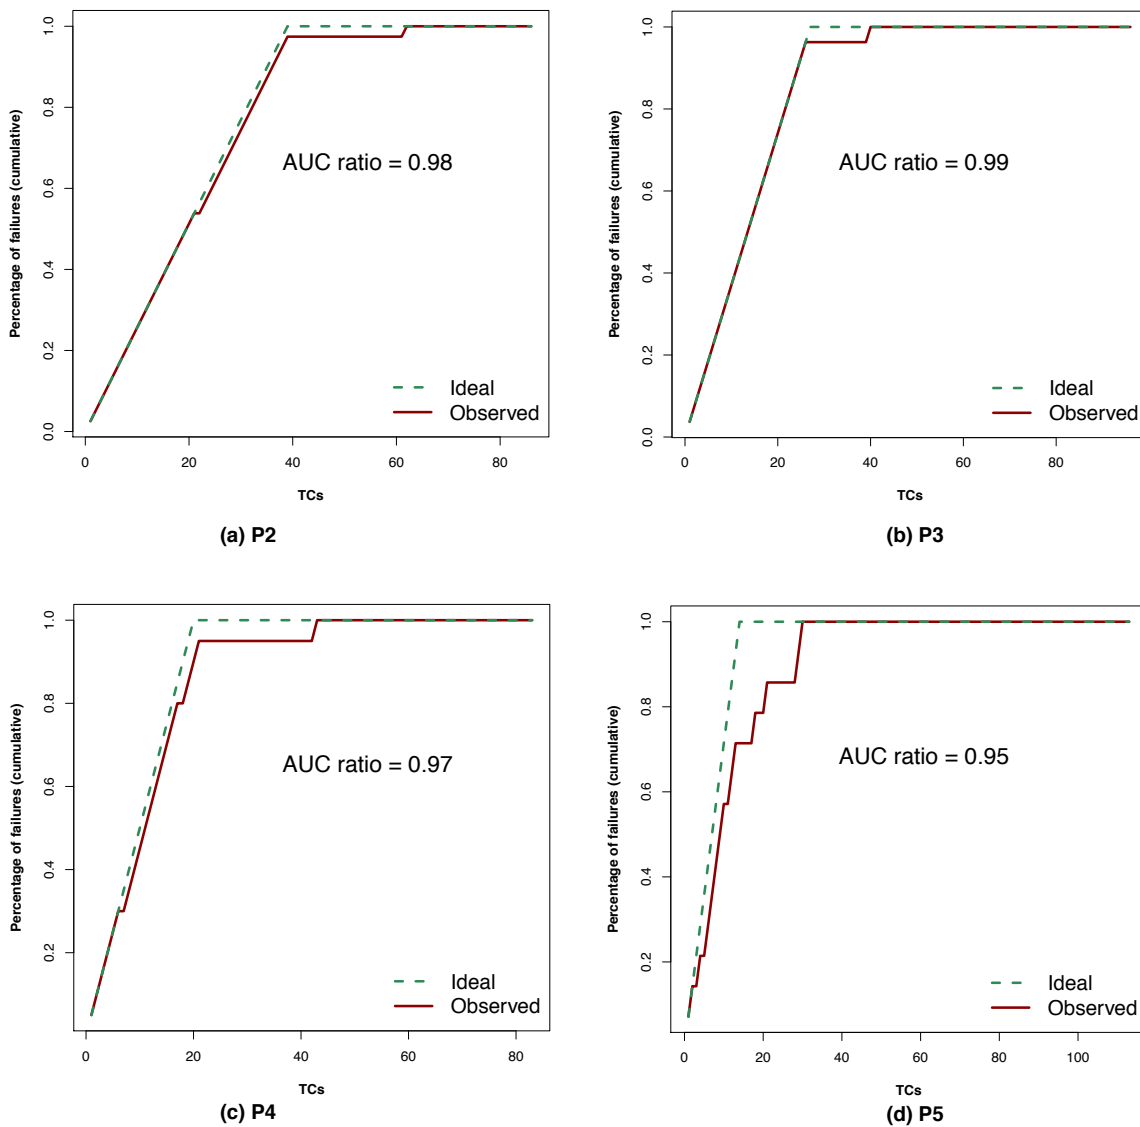 Percentage of failures (cumulative)
1.0
0.8
0.6
0.4
0.2
0.0
AUC ratio = 0.98
Ideal
Observed
0 20 40 60 80
TCs
(a) P2
Percentage of failures (cumulative)
1.0
0.8
0.6
0.4
0.2
0.0
AUC ratio = 0.99
Ideal
Observed
0 20 40 60 80
TCs
(b) P3
Percentage of failures (cumulative)
1.0
0.8
0.6
0.4
0.2
AUC ratio = 0.97
Ideal
Observed
0 20 40 60 80
TCs
(c) P4
Percentage of failures (cumulative)
1.0
0.8
0.6
0.4
0.2
AUC ratio = 0.95
Ideal
Observed
0 20 40 60 80 100
TCs
(d) P5